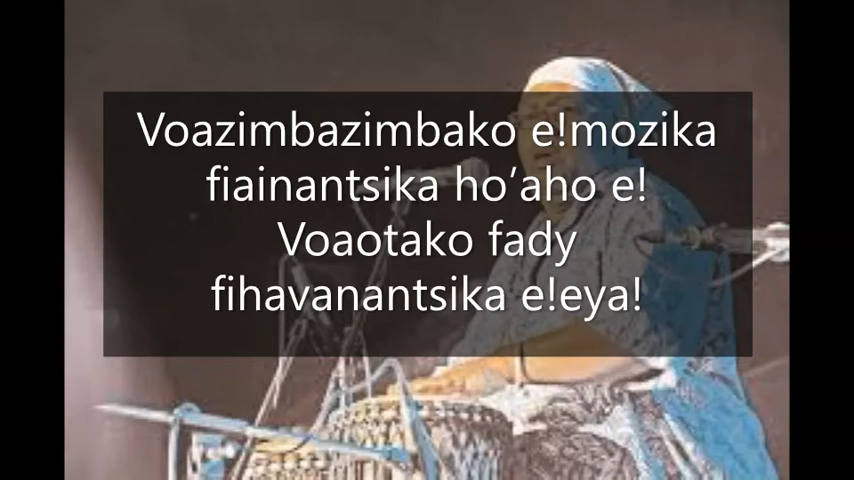 Voazimbazimbako e!mozika
fiainantsika ho’aho e!
Voaotako fady
fihavanantsika e!eya!